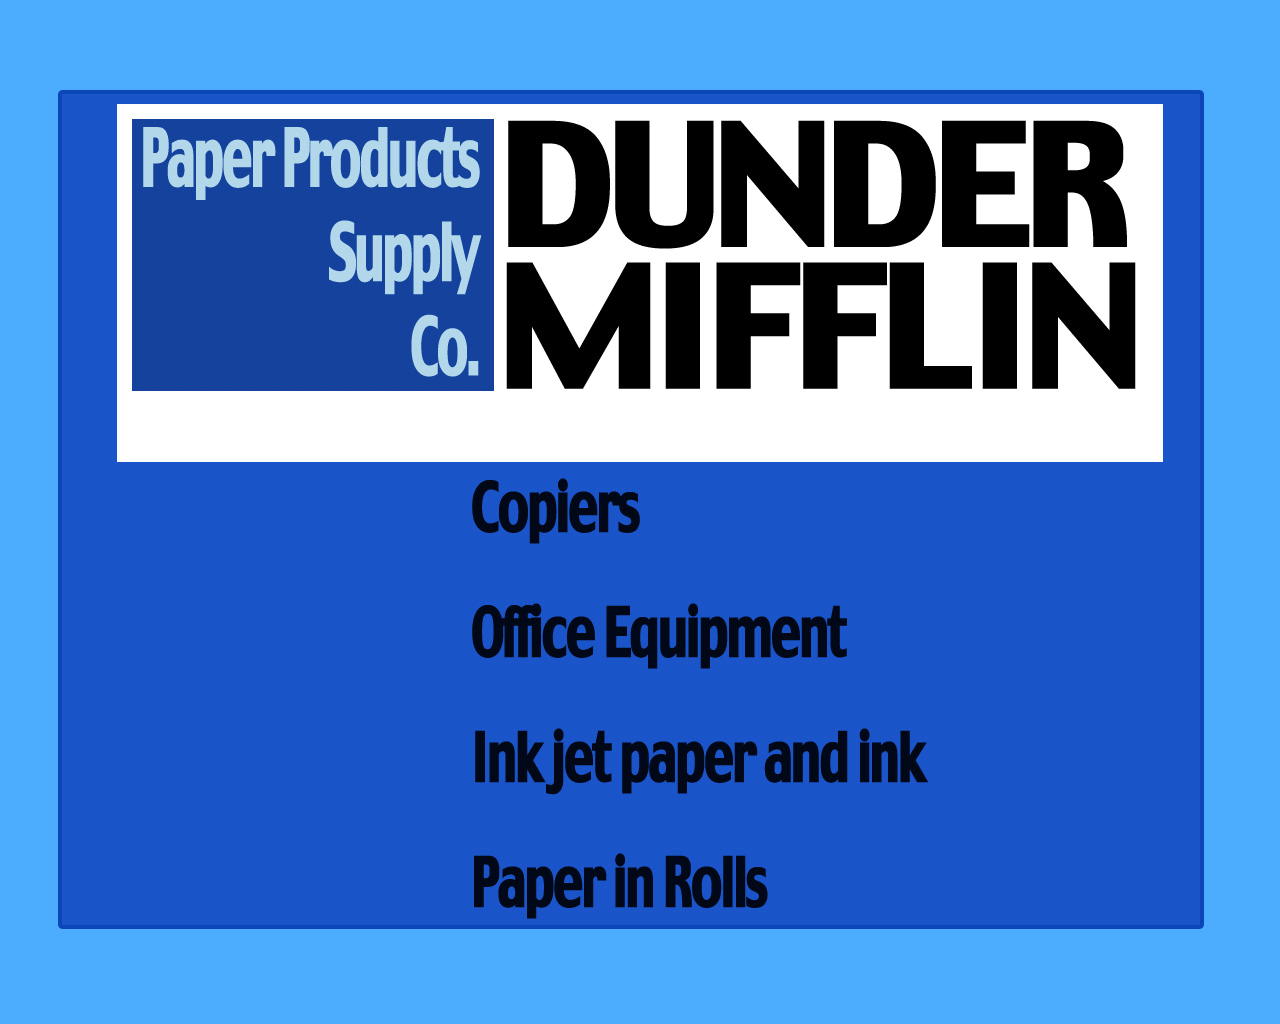 Paper Products
Supply
Co.
DUNDER
MIFFLIN
Copiers
Office Equipment
Ink jet paper and ink
Paper in Rolls